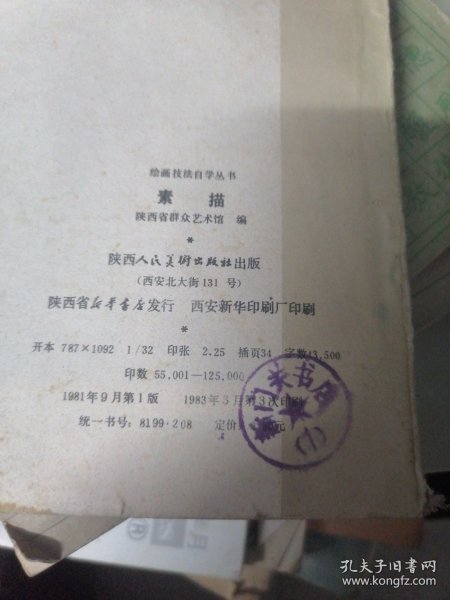 绘画技法自学丛书
素 描
陕西省群众艺术馆 编
*
陕西人民美术出版社出版
(西安北大街131 号)
陕西省新华书店发行 西安新华印刷厂印刷
*
开本 787×1092 1/32 印张 2.25 插页34 字数43,500
印数 55,001—125,000
1981年9月第1版 1983年3月第3次印刷
统一书号: 8199·208 定价: 元
孔夫子旧书网
www.kongfz.com